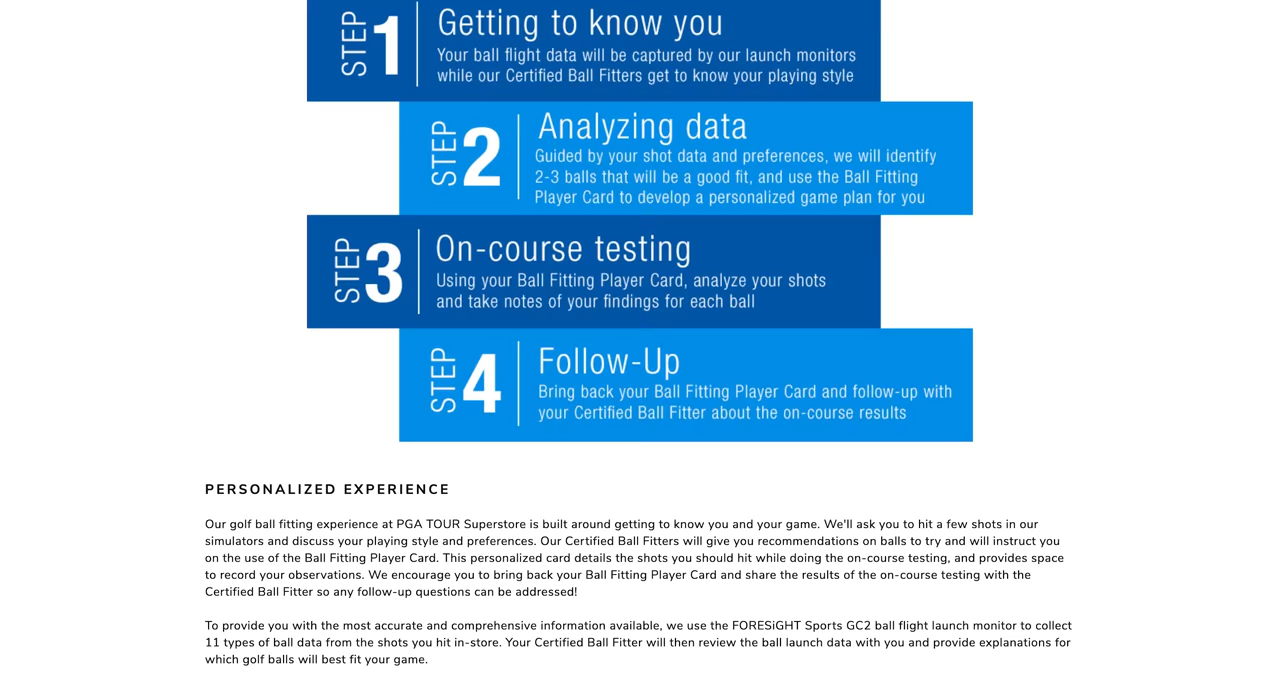 STEP 1
Getting to know you
Your ball flight data will be captured by our launch monitors
while our Certified Ball Fitters get to know your playing style
STEP 2
Analyzing data
Guided by your shot data and preferences, we will identify
2-3 balls that will be a good fit, and use the Ball Fitting
Player Card to develop a personalized game plan for you
STEP 3
On-course testing
Using your Ball Fitting Player Card, analyze your shots
and take notes of your findings for each ball
STEP 4
Follow-Up
Bring back your Ball Fitting Player Card and follow-up with
your Certified Ball Fitter about the on-course results
PERSONALIZED EXPERIENCE
Our golf ball fitting experience at PGA TOUR Superstore is built around getting to know you and your game. We'll ask you to hit a few shots in our
simulators and discuss your playing style and preferences. Our Certified Ball Fitters will give you recommendations on balls to try and will instruct you
on the use of the Ball Fitting Player Card. This personalized card details the shots you should hit while doing the on-course testing, and provides space
to record your observations. We encourage you to bring back your Ball Fitting Player Card and share the results of the on-course testing with the
Certified Ball Fitter so any follow-up questions can be addressed!
To provide you with the most accurate and comprehensive information available, we use the FORESiGHT Sports GC2 ball flight launch monitor to collect
11 types of ball data from the shots you hit in-store. Your Certified Ball Fitter will then review the ball launch data with you and provide explanations for
which golf balls will best fit your game.